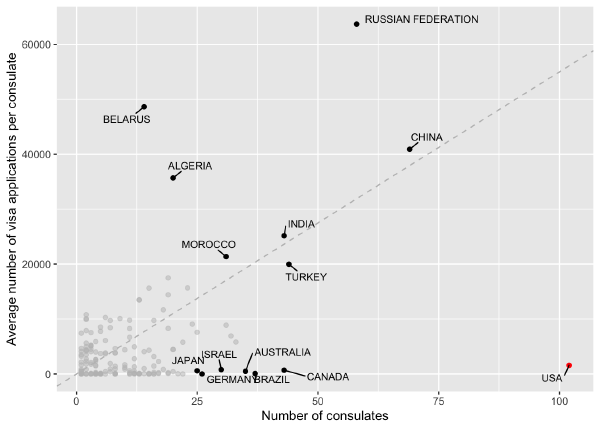 RUSSIAN FEDERATION
60000
BELARUS
CHINA
40000
ALGERIA
INDIA
MOROCCO
TURKEY
20000
JAPAN
ISRAEL
AUSTRALIA
GERMANY
BRAZIL
CANADA
USA
0
0
25
50
75
100
Number of consulates
Average number of visa applications per consulate